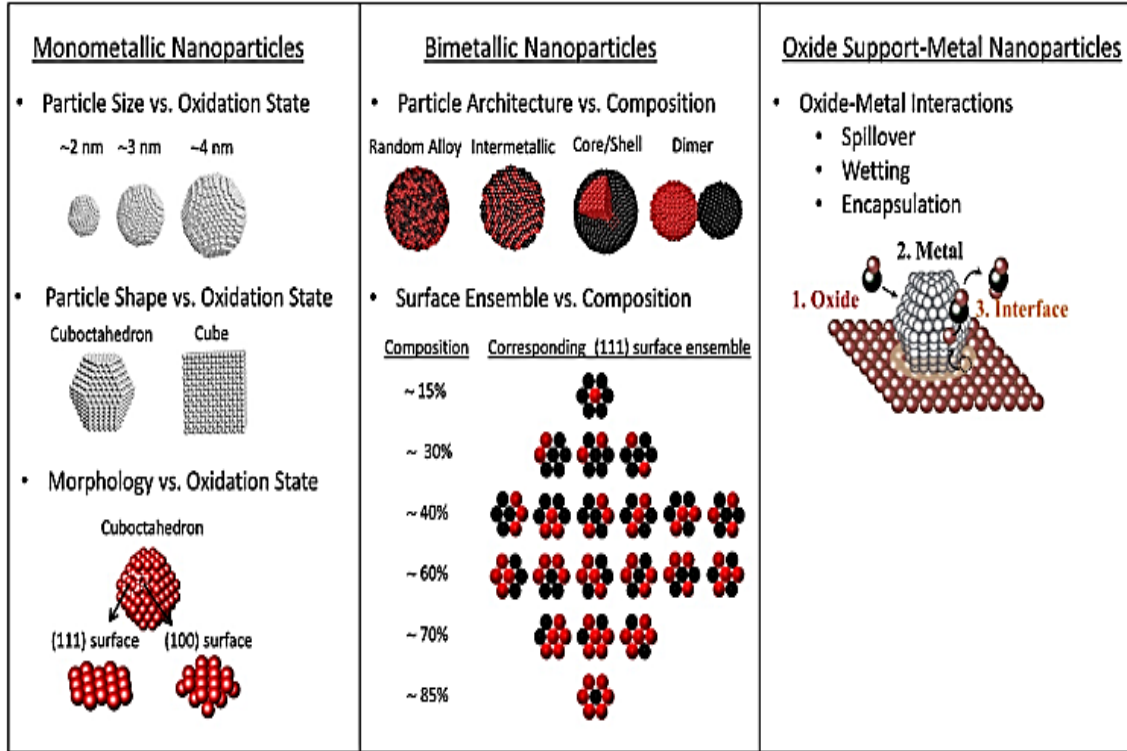 Monometallic Nanoparticles
• Particle Size vs. Oxidation State
~2 nm ~3 nm ~4 nm
• Particle Shape vs. Oxidation State
Cuboctahedron Cube
• Morphology vs. Oxidation State
Cuboctahedron
(111) surface (100) surface
Bimetallic Nanoparticles
• Particle Architecture vs. Composition
Random Alloy Intermetallic Core/Shell Dimer
• Surface Ensemble vs. Composition
Composition Corresponding (111) surface ensemble
~ 15%
~ 30%
~ 40%
~ 60%
~ 70%
~ 85%
Oxide Support-Metal Nanoparticles
• Oxide-Metal Interactions
• Spillover
• Wetting
• Encapsulation
2. Metal
1. Oxide
3. Interface